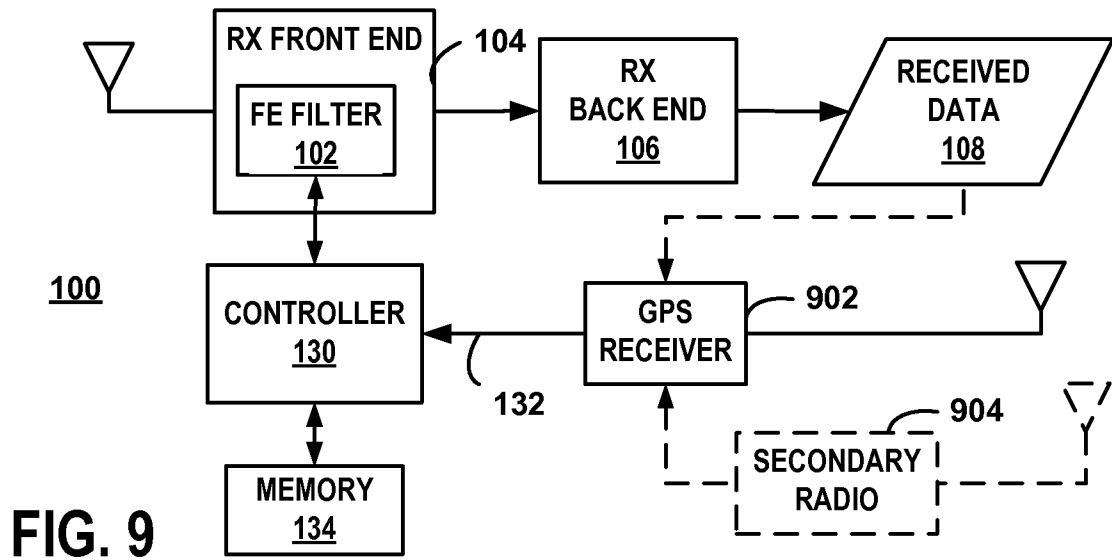 RX FRONT END
104
FE FILTER
102
RX
BACK END
106
RECEIVED
DATA
108
100
CONTROLLER
130
132
GPS
RECEIVER
902
904
SECONDARY
RADIO
MEMORY
134
FIG. 9